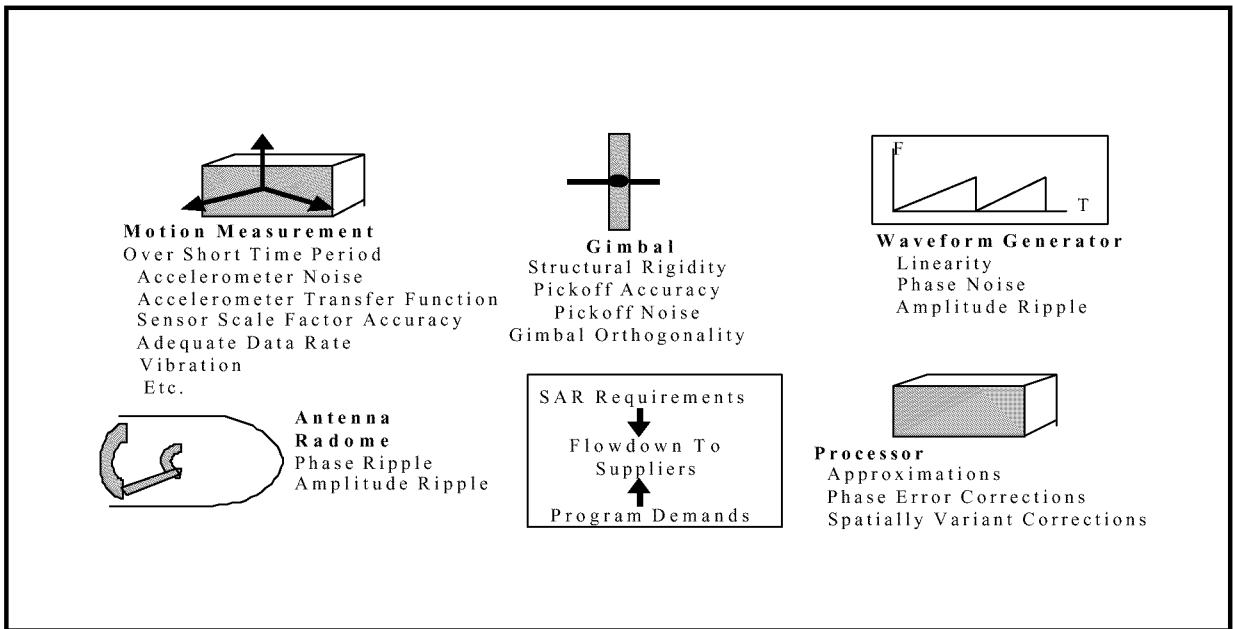 Motion Measurement
Over Short Time Period
Accelerometer Noise
Accelerometer Transfer Function
Sensor Scale Factor Accuracy
Adequate Data Rate
Vibration
Etc.
Gimbal
Structural Rigidity
Pickoff Accuracy
Pickoff Noise
Gimbal Orthogonality
F
T
Waveform Generator
Linearity
Phase Noise
Amplitude Ripple
Antenna
Radome
Phase Ripple
Amplitude Ripple
SAR Requirements
Flowdown To
Suppliers
Program Demands
Processor
Approximations
Phase Error Corrections
Spatially Variant Corrections